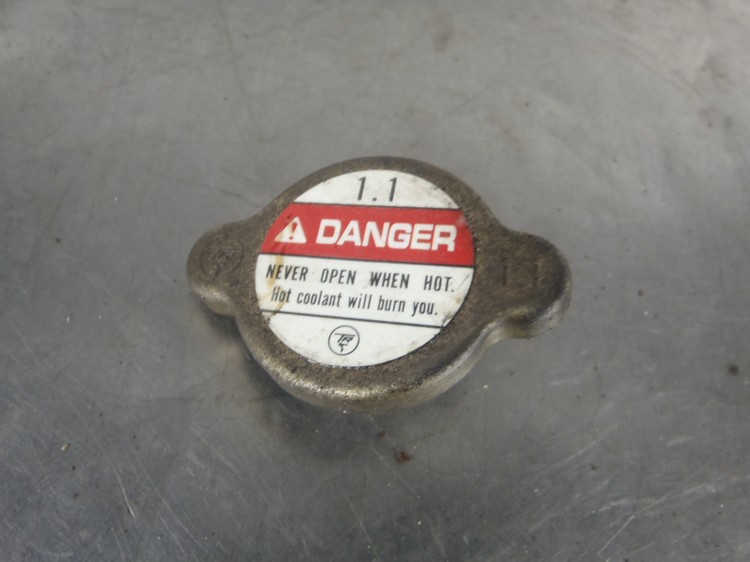 1.1
DANGER
NEVER OPEN WHEN HOT.
Hot coolant will burn you.